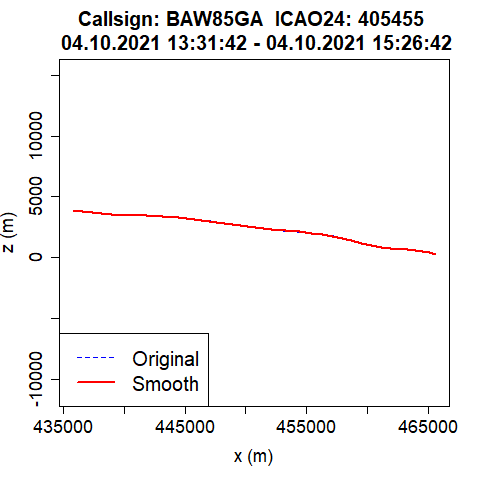 Callsign: BAW85GA  ICAO24: 405455
04.10.2021 13:31:42 - 04.10.2021 15:26:42
z (m)
10000
5000
0
-10000
Original
Smooth
435000 445000 455000 465000
x (m)